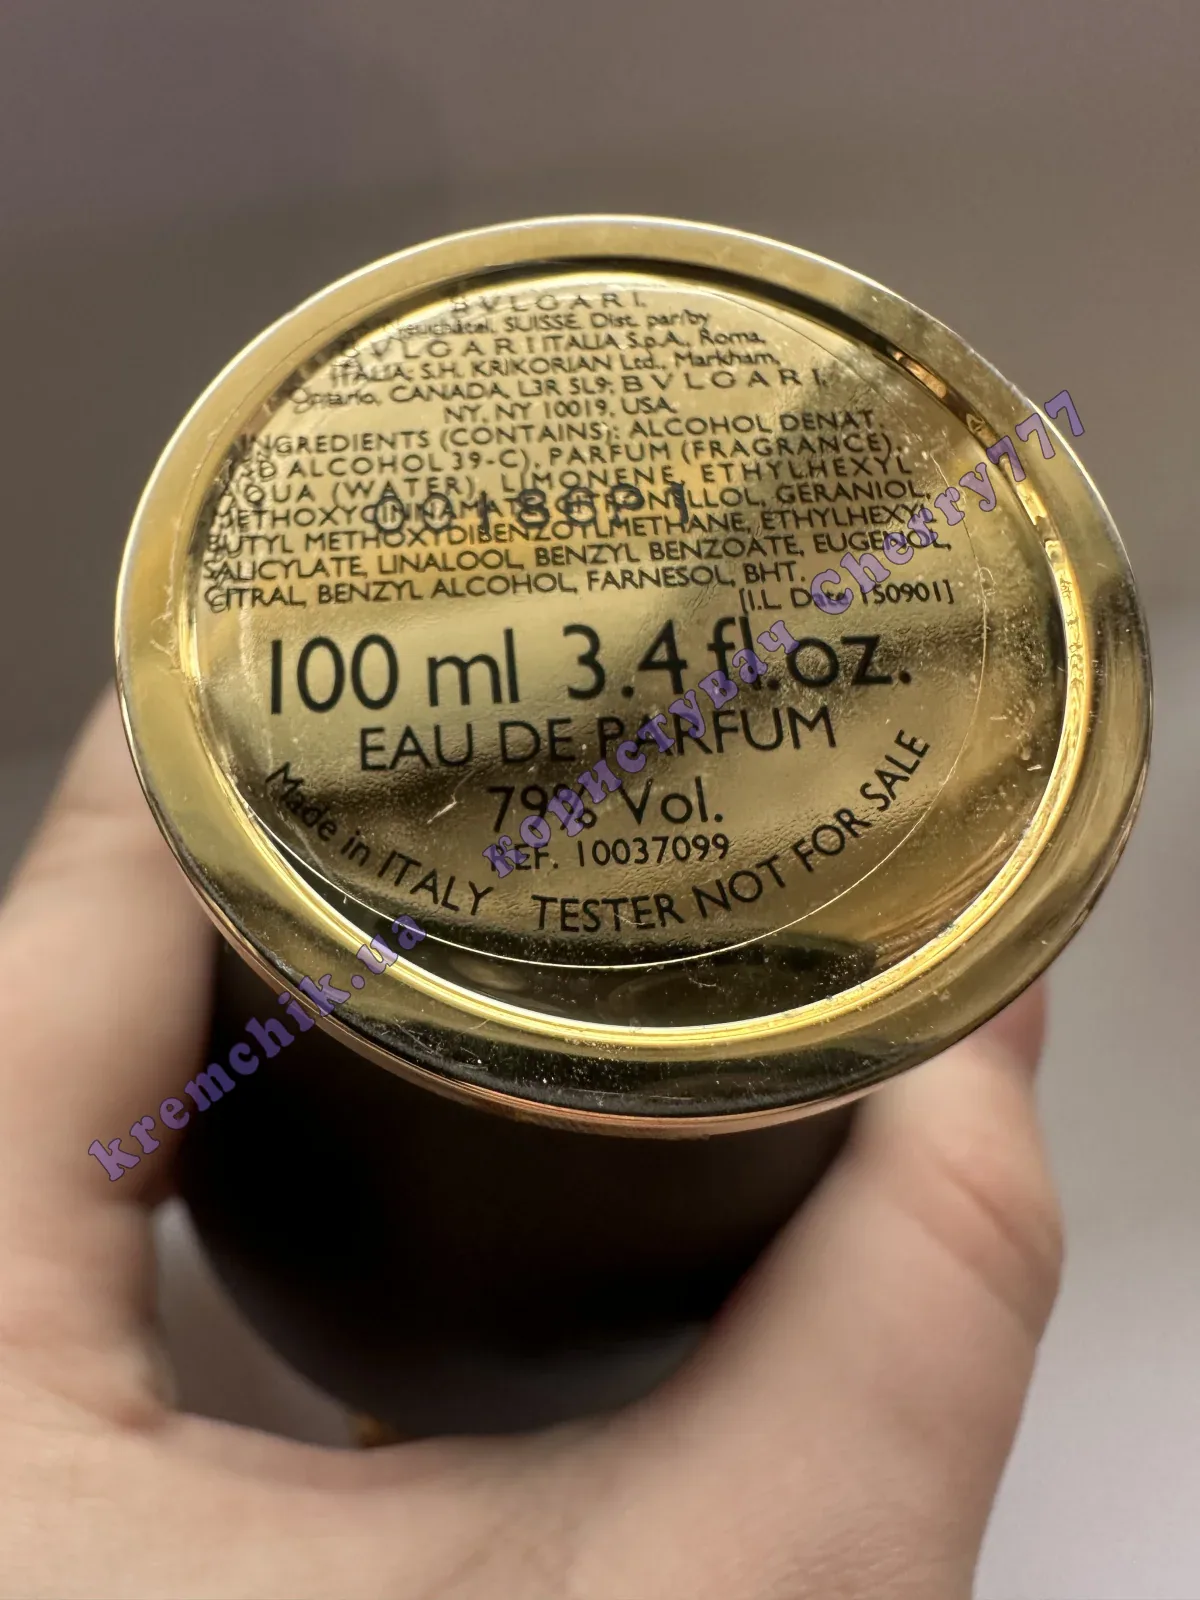 BVLGARI,
Neuchâtel, SUISSE. Dist. par/by
BVLGARI ITALIA S.p.A., Roma,
ITALIA; S.H. KRIKORIAN Ltd., Markham,
Ontario, CANADA, L3R 5L9; BVLGARI,
NY, NY 10019, USA.
INGREDIENTS (CONTAINS): ALCOHOL DENAT.
(SD ALCOHOL 39-C), PARFUM (FRAGRANCE),
AQUA (WATER), LIMONENE, ETHYLHEXYL
METHOXYCINNAMATE, CITRONELLOL, GERANIOL,
BUTYL METHOXYDIBENZOYLMETHANE, ETHYLHEXYL
SALICYLATE, LINALOOL, BENZYL BENZOATE, EUGENOL,
CITRAL, BENZYL ALCOHOL, FARNESOL, BHT.
[I.L. Date 150901]
100 ml 3.4 fl.oz.
EAU DE PARFUM
79% Vol.
REF. 10037099
Made in ITALY TESTER NOT FOR SALE
kremchik.ua користувач Cherry777